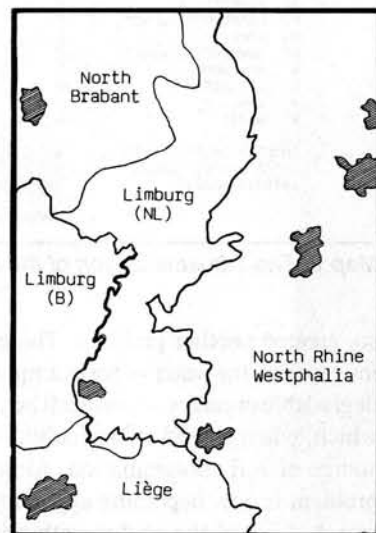 North
Brabant
Limburg
(NL)
Limburg
(B)
North Rhine
Westphalia
Liège